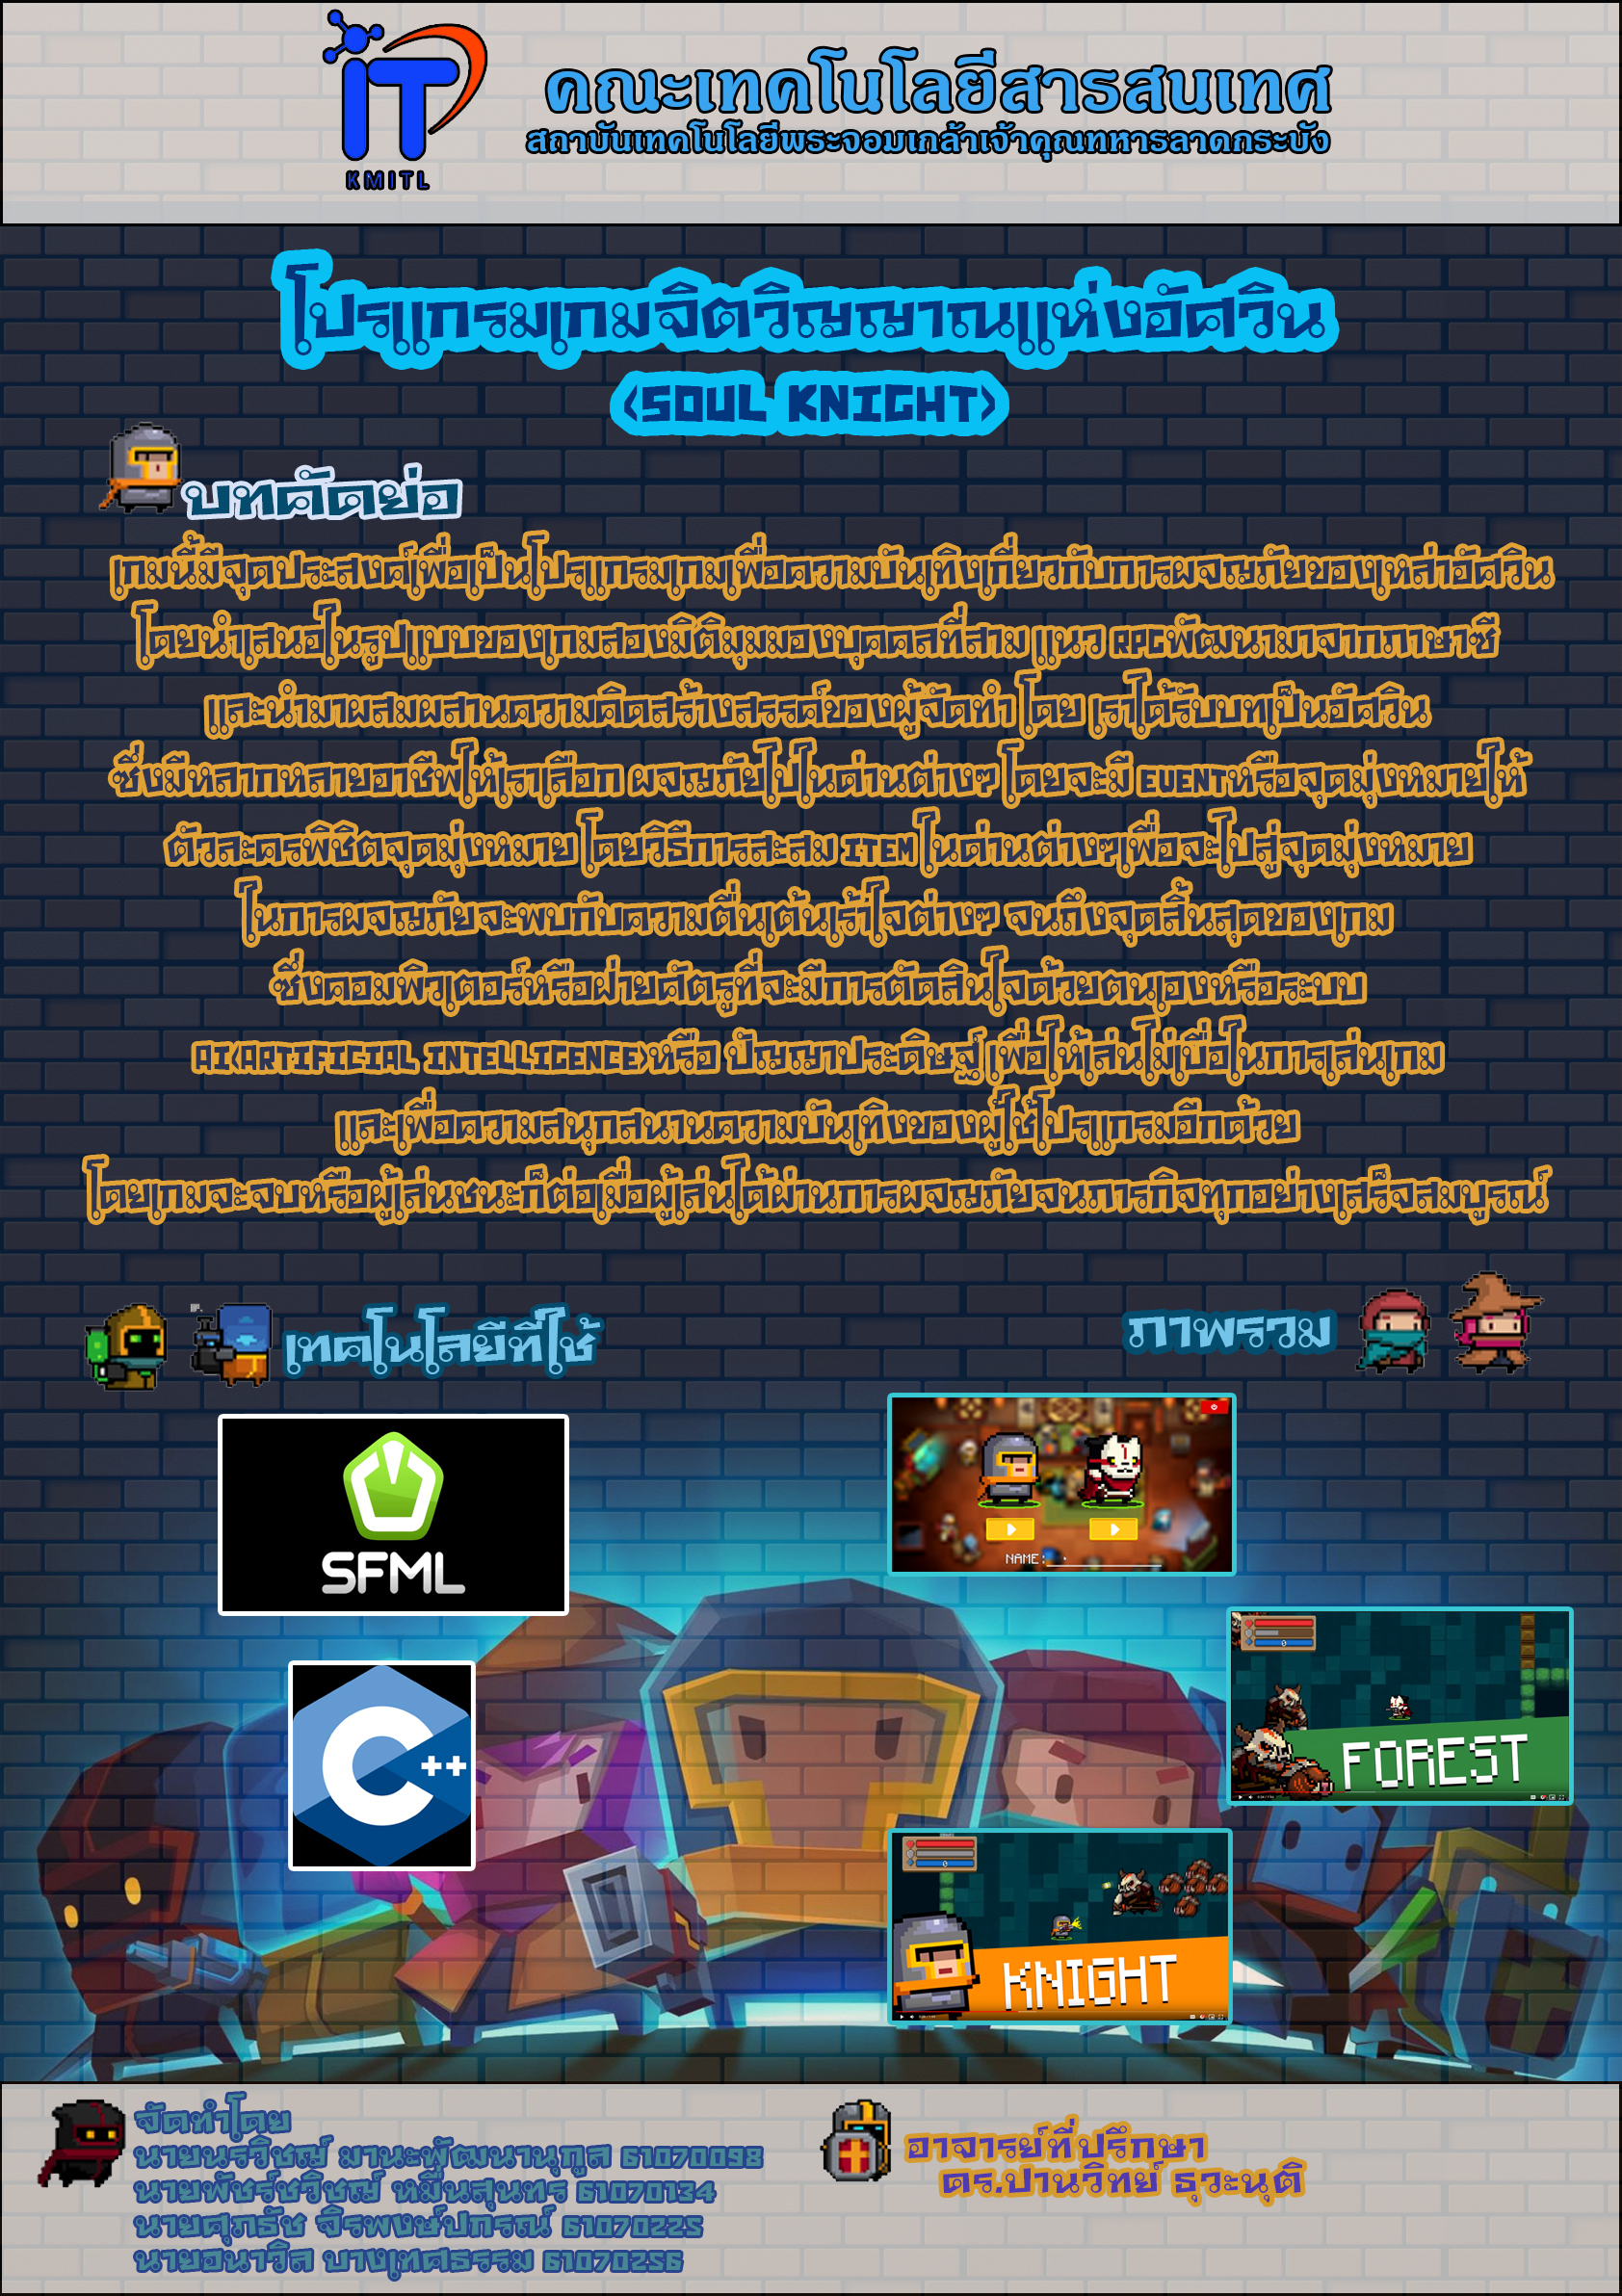 IT
KMITL
คณะเทคโนโลยีสารสนเทศ
สถาบันเทคโนโลยีพระจอมเกล้าเจ้าคุณทหารลาดกระบัง
โปรแกรมเกมจิตวิญญาณแห่งอัศวิน
(SOUL KNIGHT)
บทคัดย่อ
เกมนี้มีจุดประสงค์เพื่อเป็นโปรแกรมเกมเพื่อความบันเทิงเกี่ยวกับการผจญภัยของเหล่าอัศวิน
โดยนำเสนอในรูปแบบของเกมสองมิติมุมมองบุคคลที่สาม แนว RPGพัฒนามาจากภาษาซี
และนำมาผสมผสานความคิดสร้างสรรค์ของผู้จัดทำ โดย เราได้รับบทเป็นอัศวิน
ซึ่งมีหลากหลายอาชีพให้เราเลือก ผจญภัยไปในด่านต่างๆ โดยจะมี EVENTหรือจุดมุ่งหมายให้
ตัวละครพิชิตจุดมุ่งหมาย โดยวิธีการสะสม ITEM ในด่านต่างๆเพื่อจะไปสู่จุดมุ่งหมาย
ในการผจญภัยจะพบกับความตื่นเต้นเร้าใจต่างๆ จนถึงจุดสิ้นสุดของเกม
ซึ่งคอมพิวเตอร์หรือฝ่ายศัตรูที่จะมีการตัดสินใจด้วยตนเองหรือระบบ
AI(ARTIFICIAL INTELLIGENCE)หรือ ปัญญาประดิษฐ์ เพื่อให้เล่นไม่เบื่อในการเล่นเกม
และเพื่อความสนุกสนานความบันเทิงของผู้ใช้โปรแกรมอีกด้วย
โดยเกมจะจบหรือผู้เล่นชนะก็ต่อเมื่อผู้เล่นได้ผ่านการผจญภัยจนภารกิจทุกอย่างเสร็จสมบูรณ์
เทคโนโลยีที่ใช้
ภาพรวม
SFML
C++
NAME:
0
FOREST
0
KNIGHT
จัดทำโดย
นายนรวิชญ์ มานะพัฒนานุกูล 61070098
นายพัชร์ชวิชญ์ หมื่นสุนทร 61070134
นายศุภธัช จิรพงษ์ปกรณ์ 61070225
นายอนาวิล บางเทศธรรม 61070256
อาจารย์ที่ปรึกษา
ดร.ปานวิทย์ ธุวะนุติ